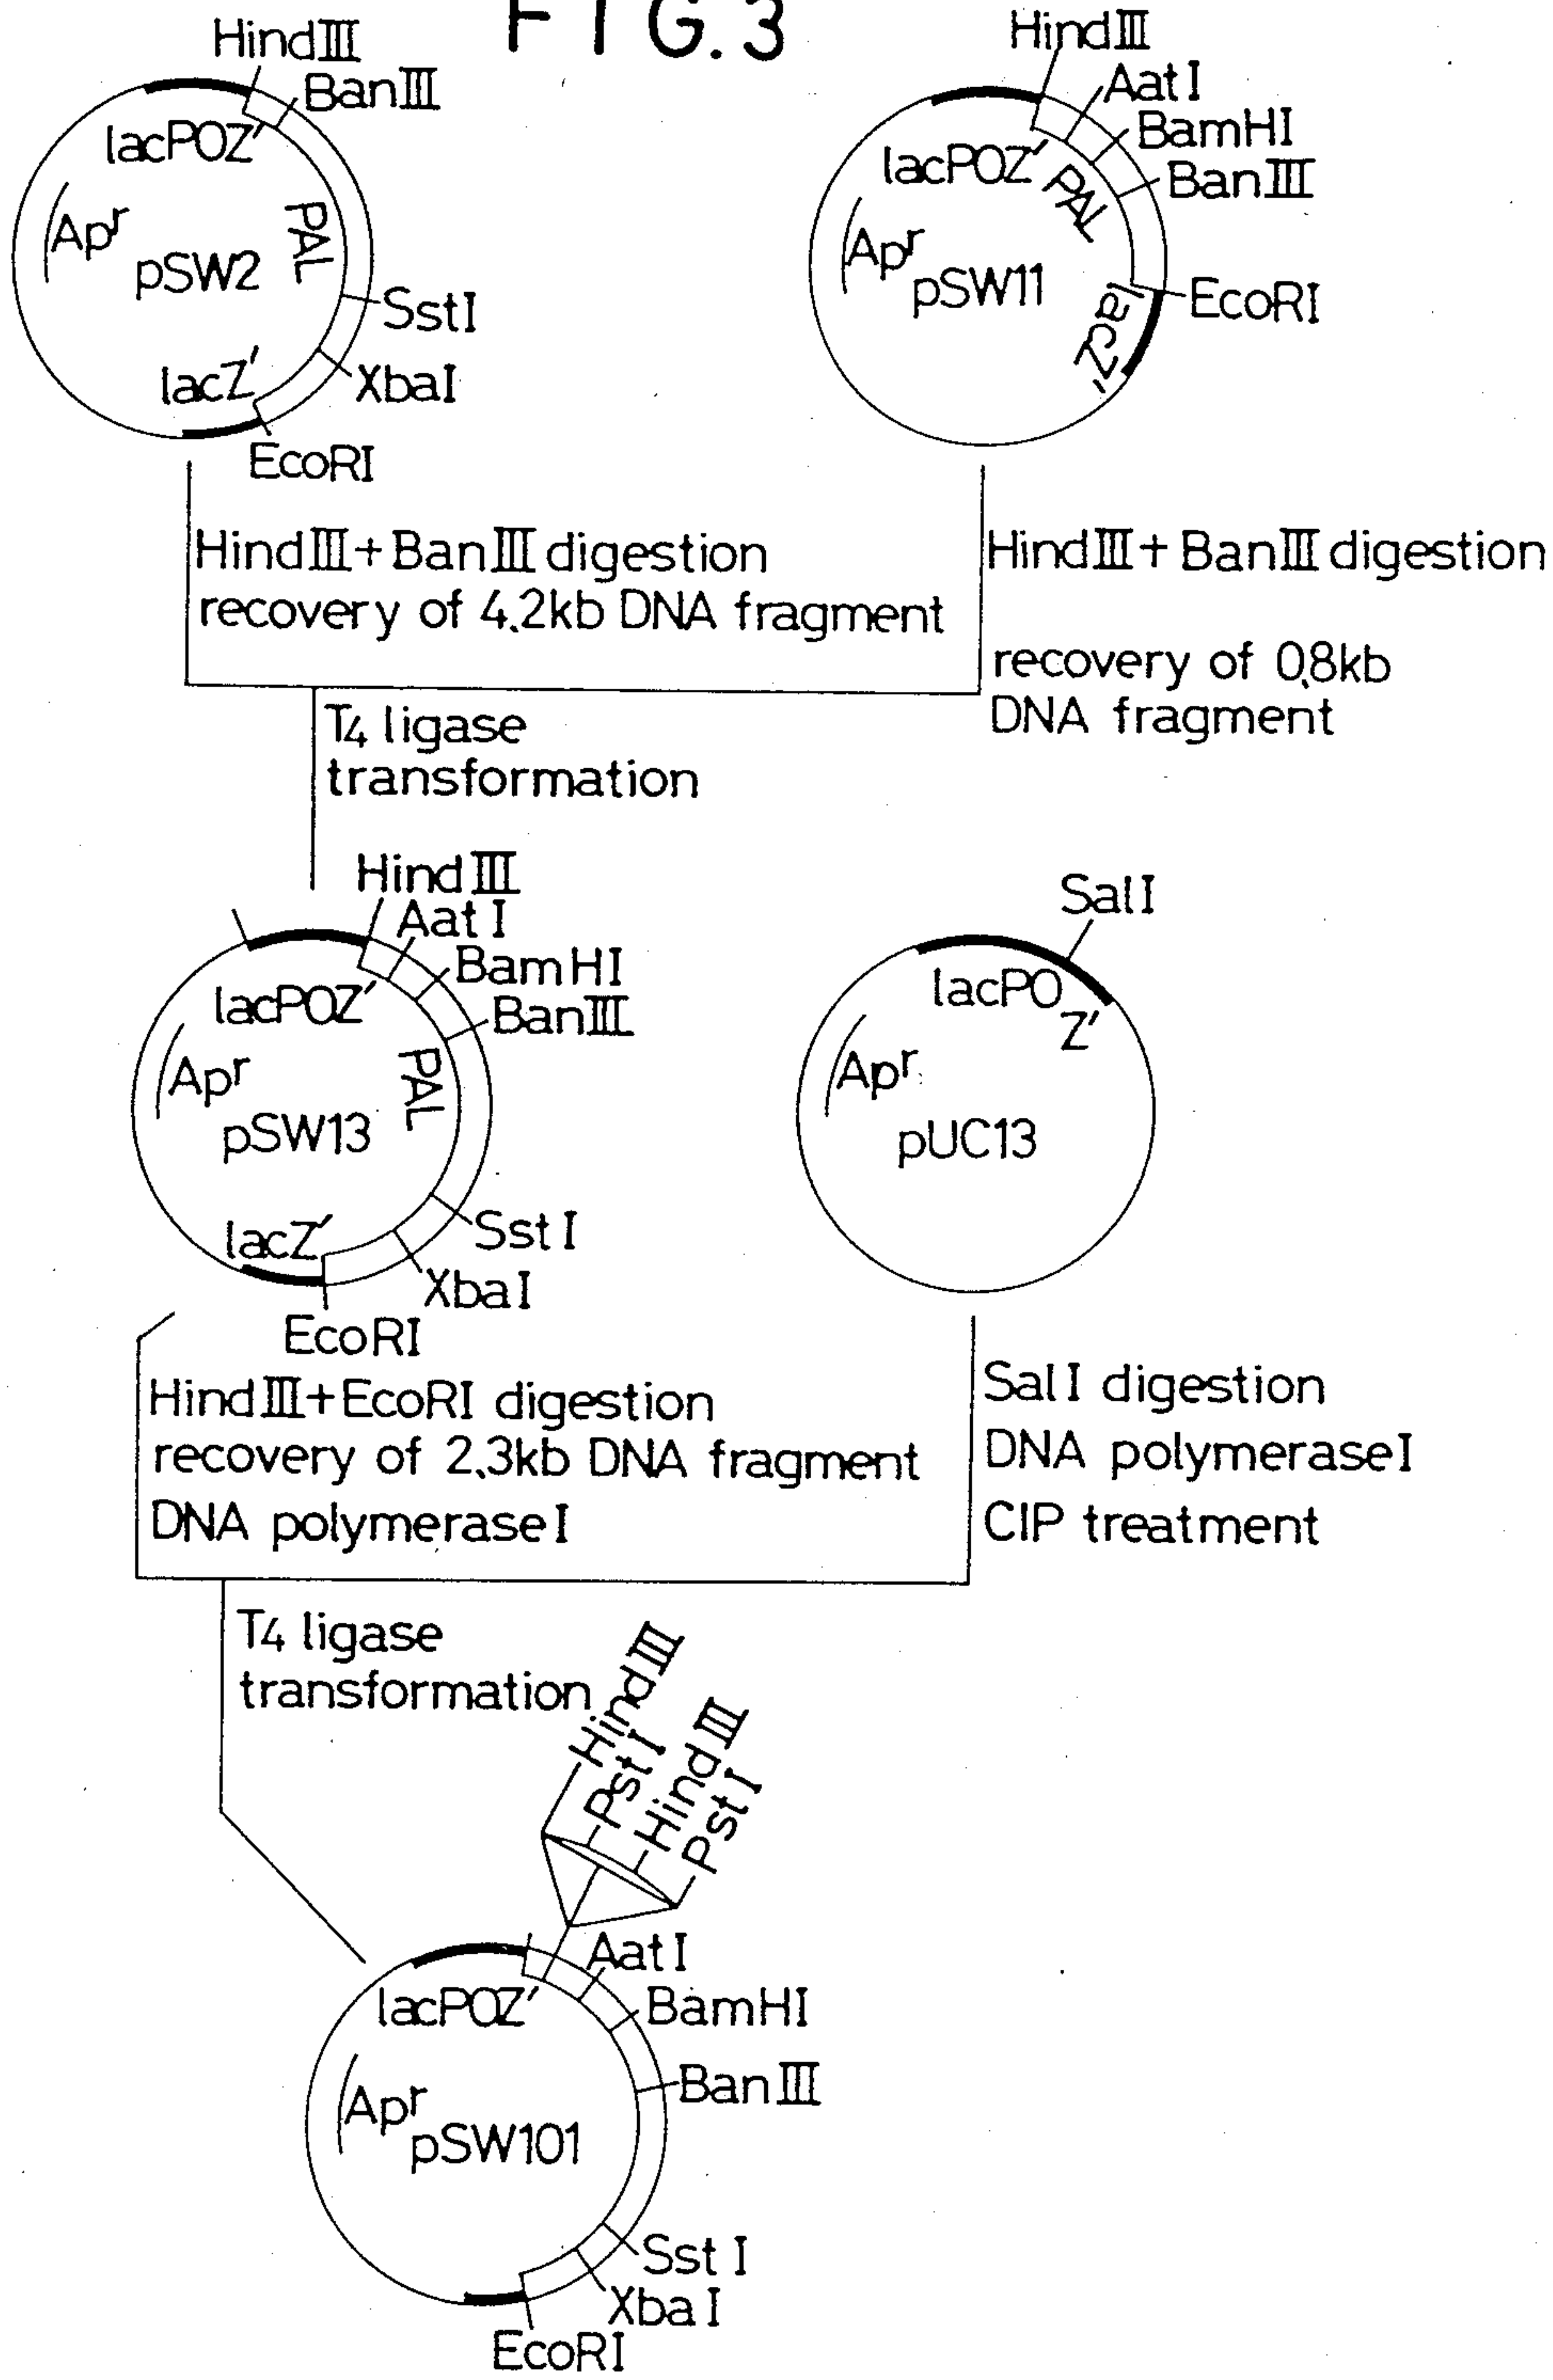 FIG.3
HindIII
BanIII
lacPOZ'
Apr
pSW2
PAL
SstI
XbaI
lacZ'
EcoRI
HindIII
AatI
BamHI
BanIII
lacPOZ'
PAL
Apr
pSW11
EcoRI
lacZ'
HindIII+BanIII digestion
recovery of 4.2kb DNA fragment
HindIII+BanIII digestion
recovery of 0.8kb
DNA fragment
T4 ligase
transformation
HindIII
AatI
BamHI
BanIII
lacPOZ'
PAL
Apr
pSW13
SstI
XbaI
lacZ'
EcoRI
SalI
lacPO
Z'
Apr
pUC13
HindIII+EcoRI digestion
recovery of 2.3kb DNA fragment
DNA polymeraseI
SalI digestion
DNA polymeraseI
CIP treatment
T4 ligase
transformation
HindIII
PstI
HindIII
PstI
AatI
BamHI
BanIII
lacPOZ'
Apr
pSW101
SstI
XbaI
EcoRI